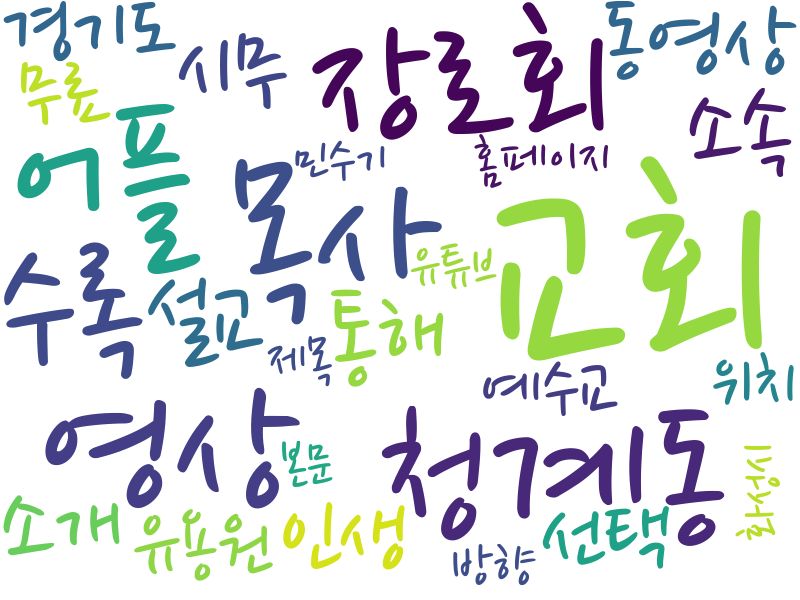 경기도
시무
장로회
동영상
무료
소속
어플
민수기
홈페이지
목사
교회
수록
설교
유튜브
통해
제목
예수교
위치
영상
본문
청계동
화성시
소개
유용원
인생
방향
선택